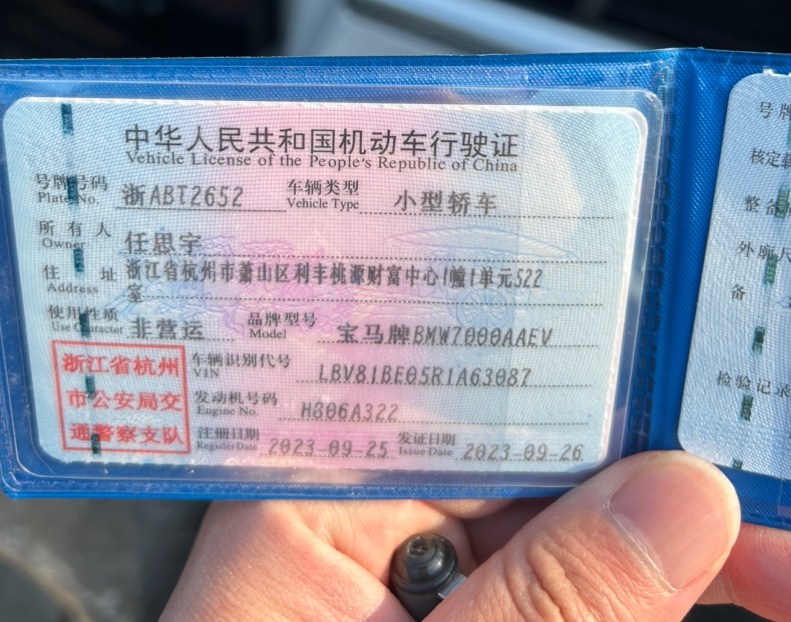 中华人民共和国机动车行驶证
Vehicle License of the People's Republic of China
号牌号码 浙ABT2652 车辆类型 小型轿车
Plate No. Vehicle Type
所有人 任思宇
Owner
住址 浙江省杭州市萧山区利丰桃源财富中心1幢1单元522
Address 室
使用性质 非营运 品牌型号 宝马牌BMW7000AAEV
Use Character Model
浙江省杭州
市公安局交
通警察支队
车辆识别代号 LBV81BE05R1A63087
VIN
发动机号码 H806A322
Engine No.
注册日期 2023-09-25 发证日期 2023-09-26
Register Date Issue Date
号牌
核定载
整备
外廓尺
备
检验记录